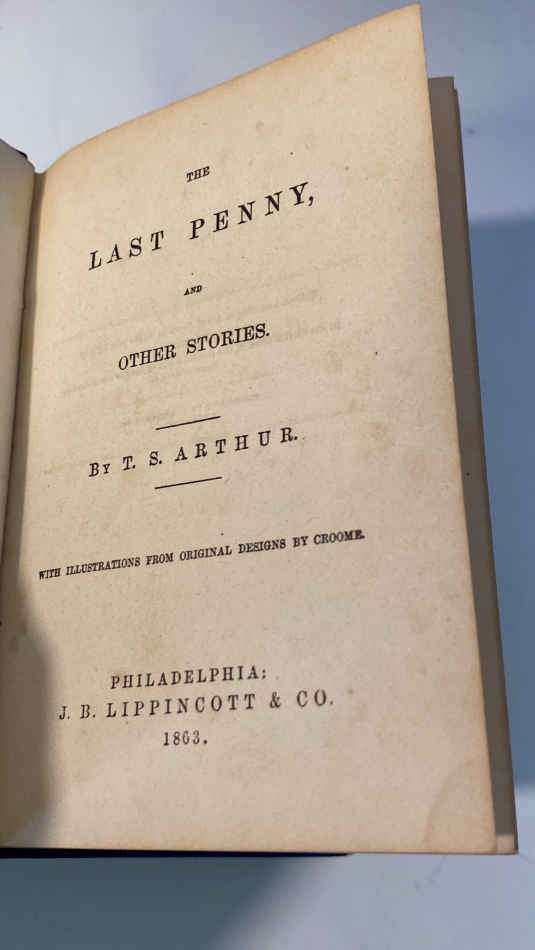 THE
LAST PENNY,
AND
OTHER STORIES.
BY T. S. ARTHUR.
WITH ILLUSTRATIONS FROM ORIGINAL DESIGNS BY CROOME.
PHILADELPHIA:
J. B. LIPPINCOTT & CO.
1863.